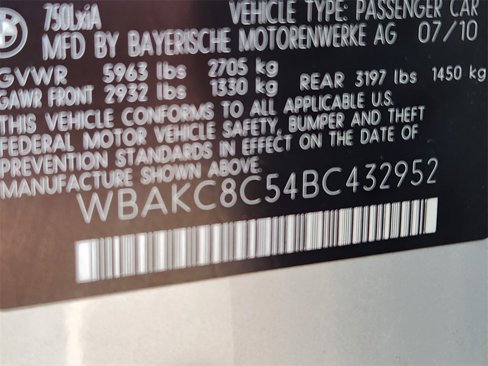 750LxiA VEHICLE TYPE: PASSENGER CAR
MFD BY BAYERISCHE MOTORENWERKE AG 07/10
GVWR 5963 lbs 2705 kg
GAWR FRONT 2932 lbs 1330 kg REAR 3197 lbs 1450 kg
THIS VEHICLE CONFORMS TO ALL APPLICABLE U.S.
FEDERAL MOTOR VEHICLE SAFETY, BUMPER AND THEFT
PREVENTION STANDARDS IN EFFECT ON THE DATE OF
MANUFACTURE SHOWN ABOVE.
WBAKC8C54BC432952